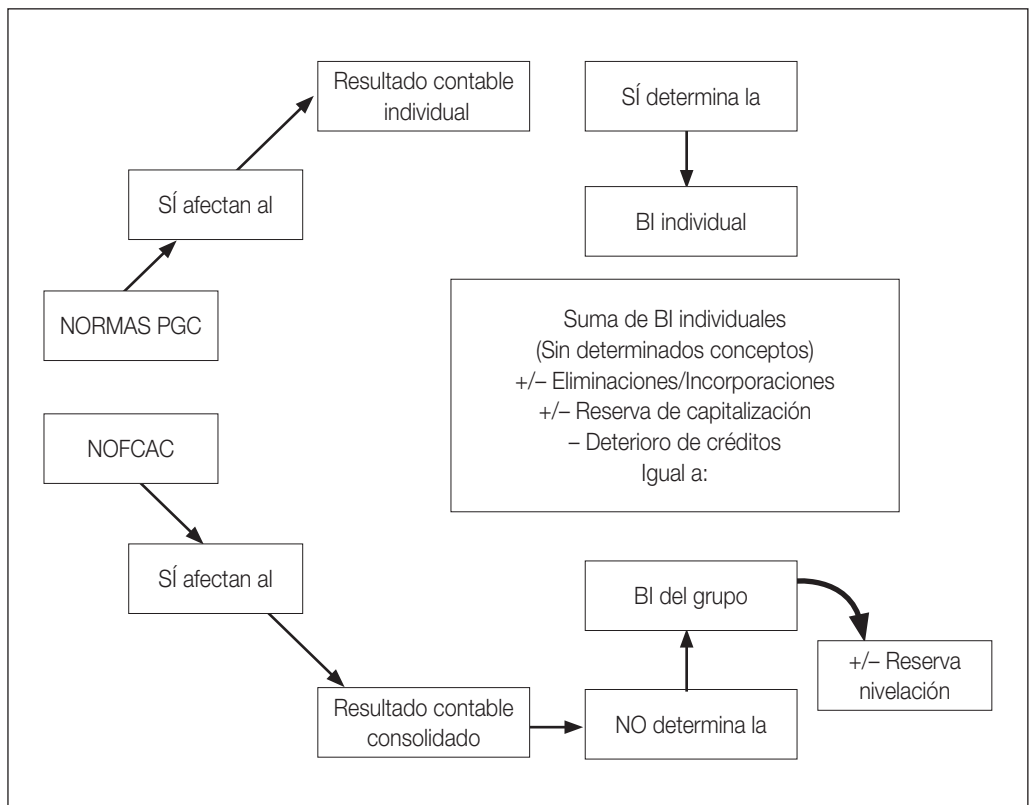 Resultado contable
individual
SÍ determina la
SÍ afectan al
BI individual
NORMAS PGC
Suma de BI individuales
(Sin determinados conceptos)
+/– Eliminaciones/Incorporaciones
+/– Reserva de capitalización
– Deterioro de créditos
Igual a:
NOFCAC
SÍ afectan al
BI del grupo
+/– Reserva
nivelación
Resultado contable
consolidado
NO determina la